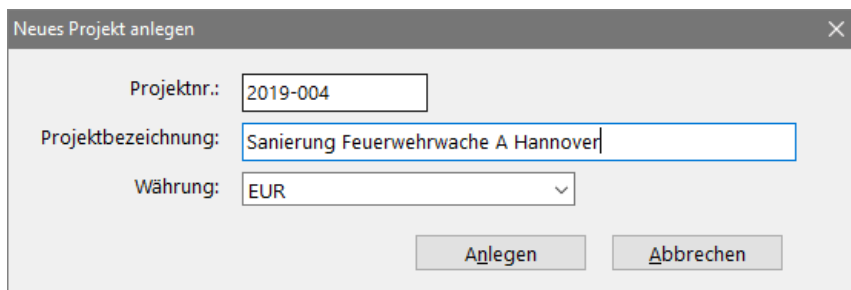 Neues Projekt anlegen
Projektnr.: 2019-004
Projektbezeichnung: Sanierung Feuerwehrwache A Hannover
Währung: EUR
Anlegen Abbrechen